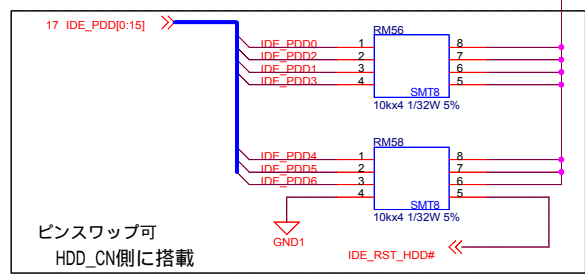 17 IDE_PDD[0:15]
RM56
IDE_PDD0 1 8
IDE_PDD2 2 7
IDE_PDD1 3 6
IDE_PDD3 4 5
SMT8
10kx4 1/32W 5%
RM58
IDE_PDD4 1 8
IDE_PDD5 2 7
IDE_PDD6 3 6
4 5
SMT8
10kx4 1/32W 5%
GND1
IDE_RST_HDD#
ピンスワップ可
HDD_CN側に搭載